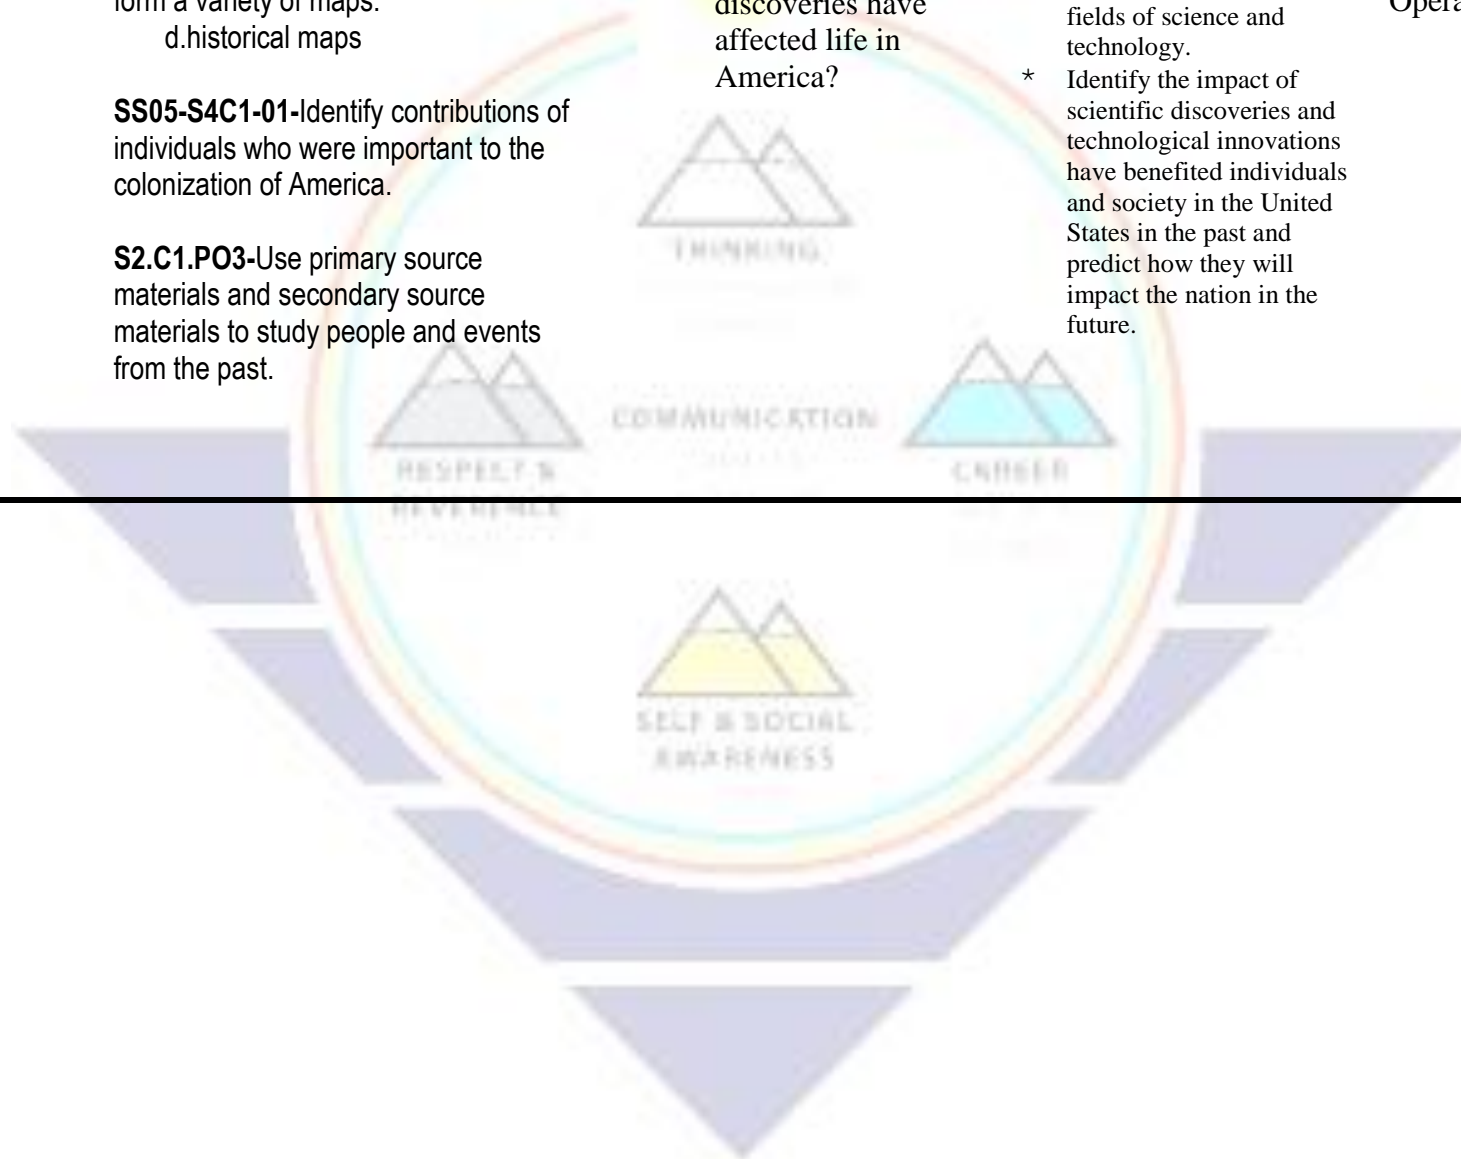 form a variety of maps.
d.historical maps
SS05-S4C1-01-Identify contributions of
individuals who were important to the
colonization of America.
S2.C1.PO3-Use primary source
materials and secondary source
materials to study people and events
from the past.
discoveries have
affected life in
America?
fields of science and
technology.
* Identify the impact of
scientific discoveries and
technological innovations
have benefited individuals
and society in the United
States in the past and
predict how they will
impact the nation in the
future.
Opera
THINKING
RESPECT &
REVERENCE
COMMUNICATION
CAREER
SELF & SOCIAL
AWARENESS